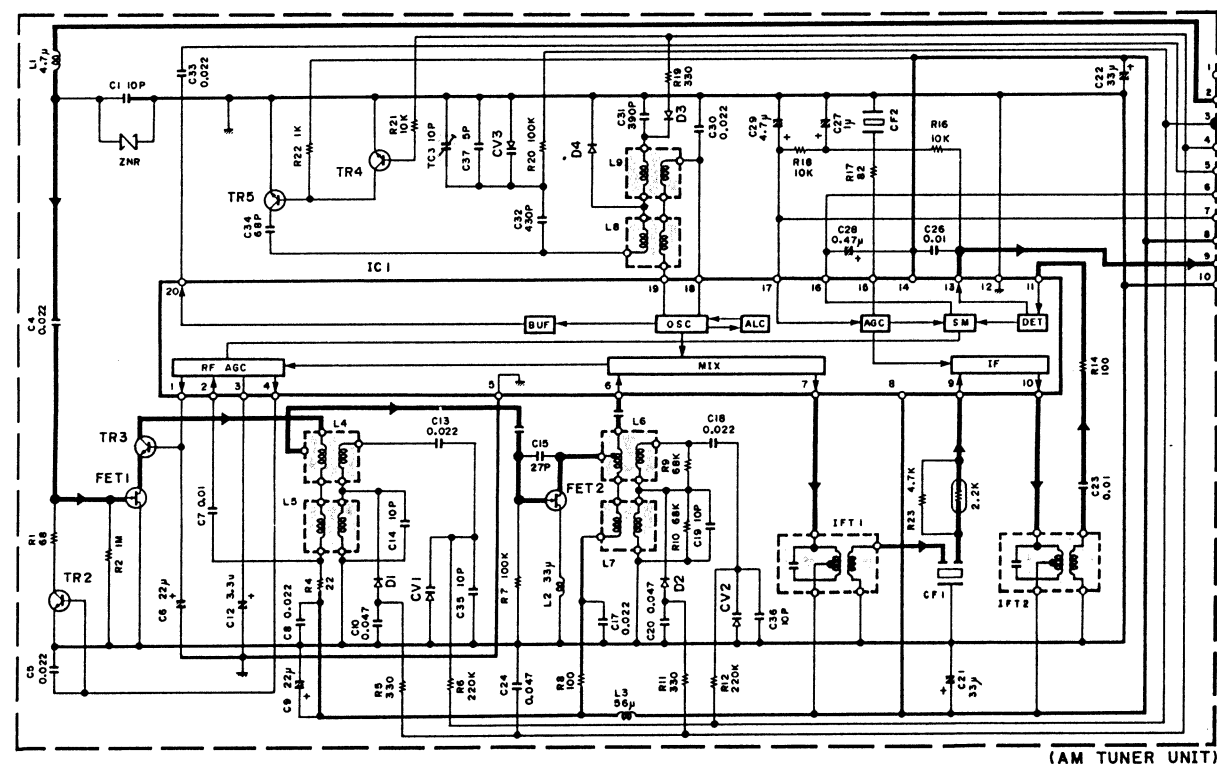 L1 4.7μ
C1 10P
ZNR
C33 0.022
R22 1K
R21 10K
TR4
TR5
C34 68P
TC3 10P
C37 5P
CV3
R20 100K
C32 430P
D4
C31 390P
R19 330
D3
C30 0.022
L9
L8
C29 4.7μ
C27 1μ
CF2
R18 10K
R17 82
R16 10K
C28 0.47μ
C26 0.01
C22 33μ
1
2
3
4
5
6
7
8
9
10
IC1
20
19
18
17
16
15
14
13
12
11
BUF
OSC
ALC
AGC
SM
DET
RF AGC
MIX
IF
1
2
3
4
5
6
7
8
9
10
C4 0.022
R14 100
TR3
FET1
L4
L5
C13 0.022
C14 10P
C7 0.01
R1 68
R2 1M
TR2
C5 0.022
C6 22μ
C12 3.3μ
C8 0.022
R4 22
C10 0.047
D1
C9 22μ
R5 330
CV1
C35 10P
R6 220K
R7 100K
C24 0.047
C15 27P
FET2
L2 33μ
L6
L7
C18 0.022
R9 68K
R10 68K
C19 10P
C17 0.022
C20 0.047
D2
CV2
C36 10P
R8 100
R11 330
R12 220K
L3 56μ
IFT1
R23 4.7K
2.2K
CF1
C21 33μ
IFT2
C23 0.01
(AM TUNER UNIT)